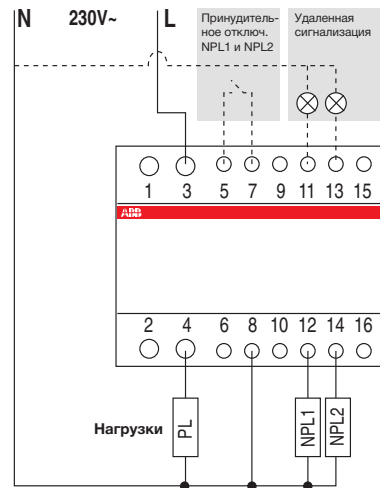 N 230V~ L
Принудитель-
ное отключ.
NPL1 и NPL2
Удаленная
сигнализация
1 3 5 7 9 11 13 15
ABB
2 4 6 8 10 12 14 16
Нагрузки PL NPL1 NPL2